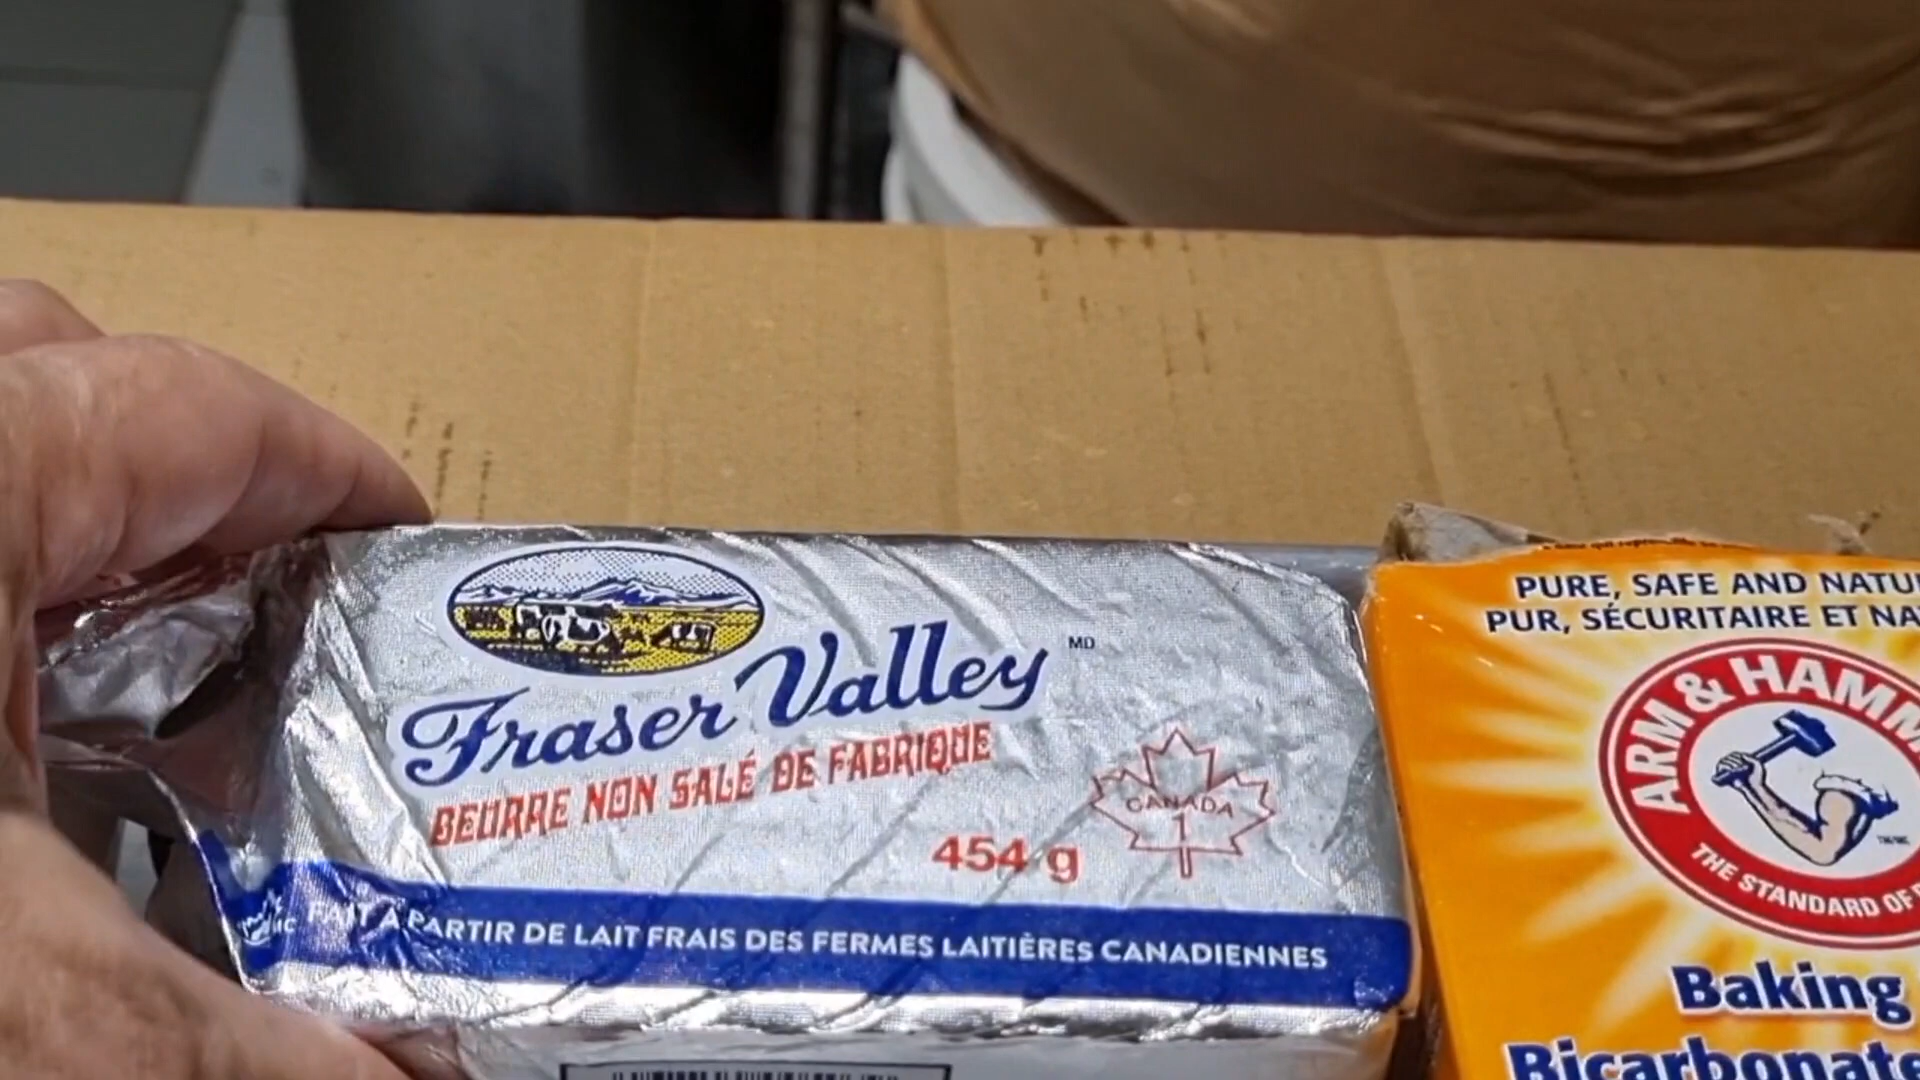 Fraser Valley MD
BEURRE NON SALÉ DE FABRIQUE
CANADA
1
454 g
FAIT À PARTIR DE LAIT FRAIS DES FERMES LAITIÈRES CANADIENNES
PURE, SAFE AND NATU
PUR, SÉCURITAIRE ET NA
ARM & HAMM
THE STANDARD OF
Baking
Bicarbonate